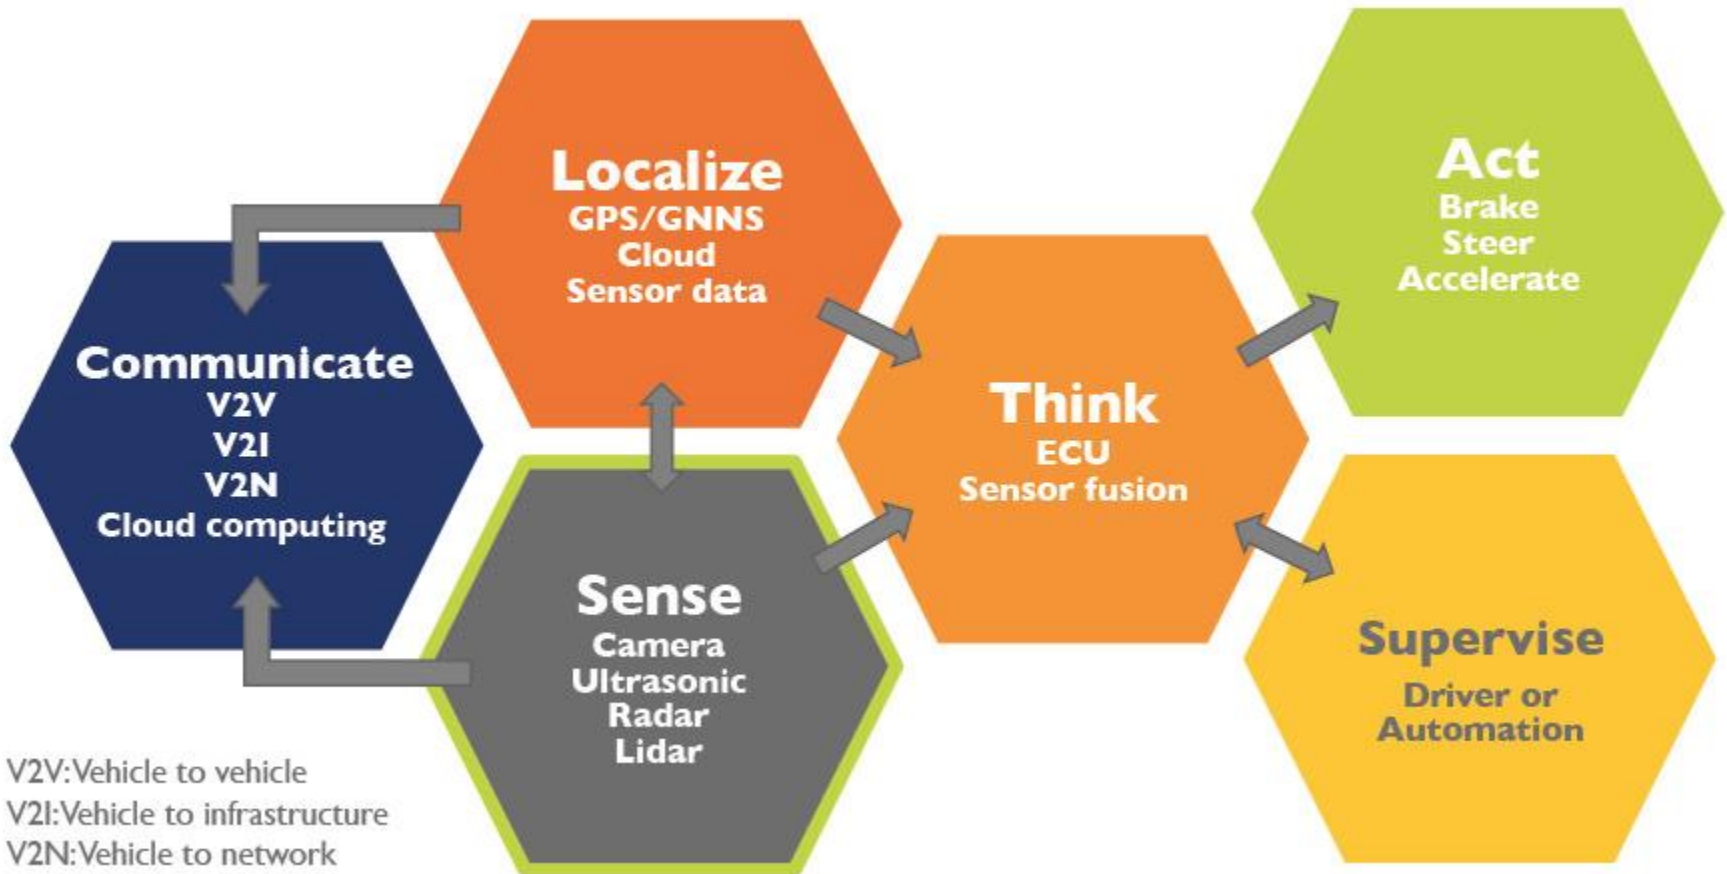 Localize
GPS/GNNS
Cloud
Sensor data
Act
Brake
Steer
Accelerate
Communicate
V2V
V2I
V2N
Cloud computing
Think
ECU
Sensor fusion
Sense
Camera
Ultrasonic
Radar
Lidar
Supervise
Driver or
Automation
V2V: Vehicle to vehicle
V2I: Vehicle to infrastructure
V2N: Vehicle to network